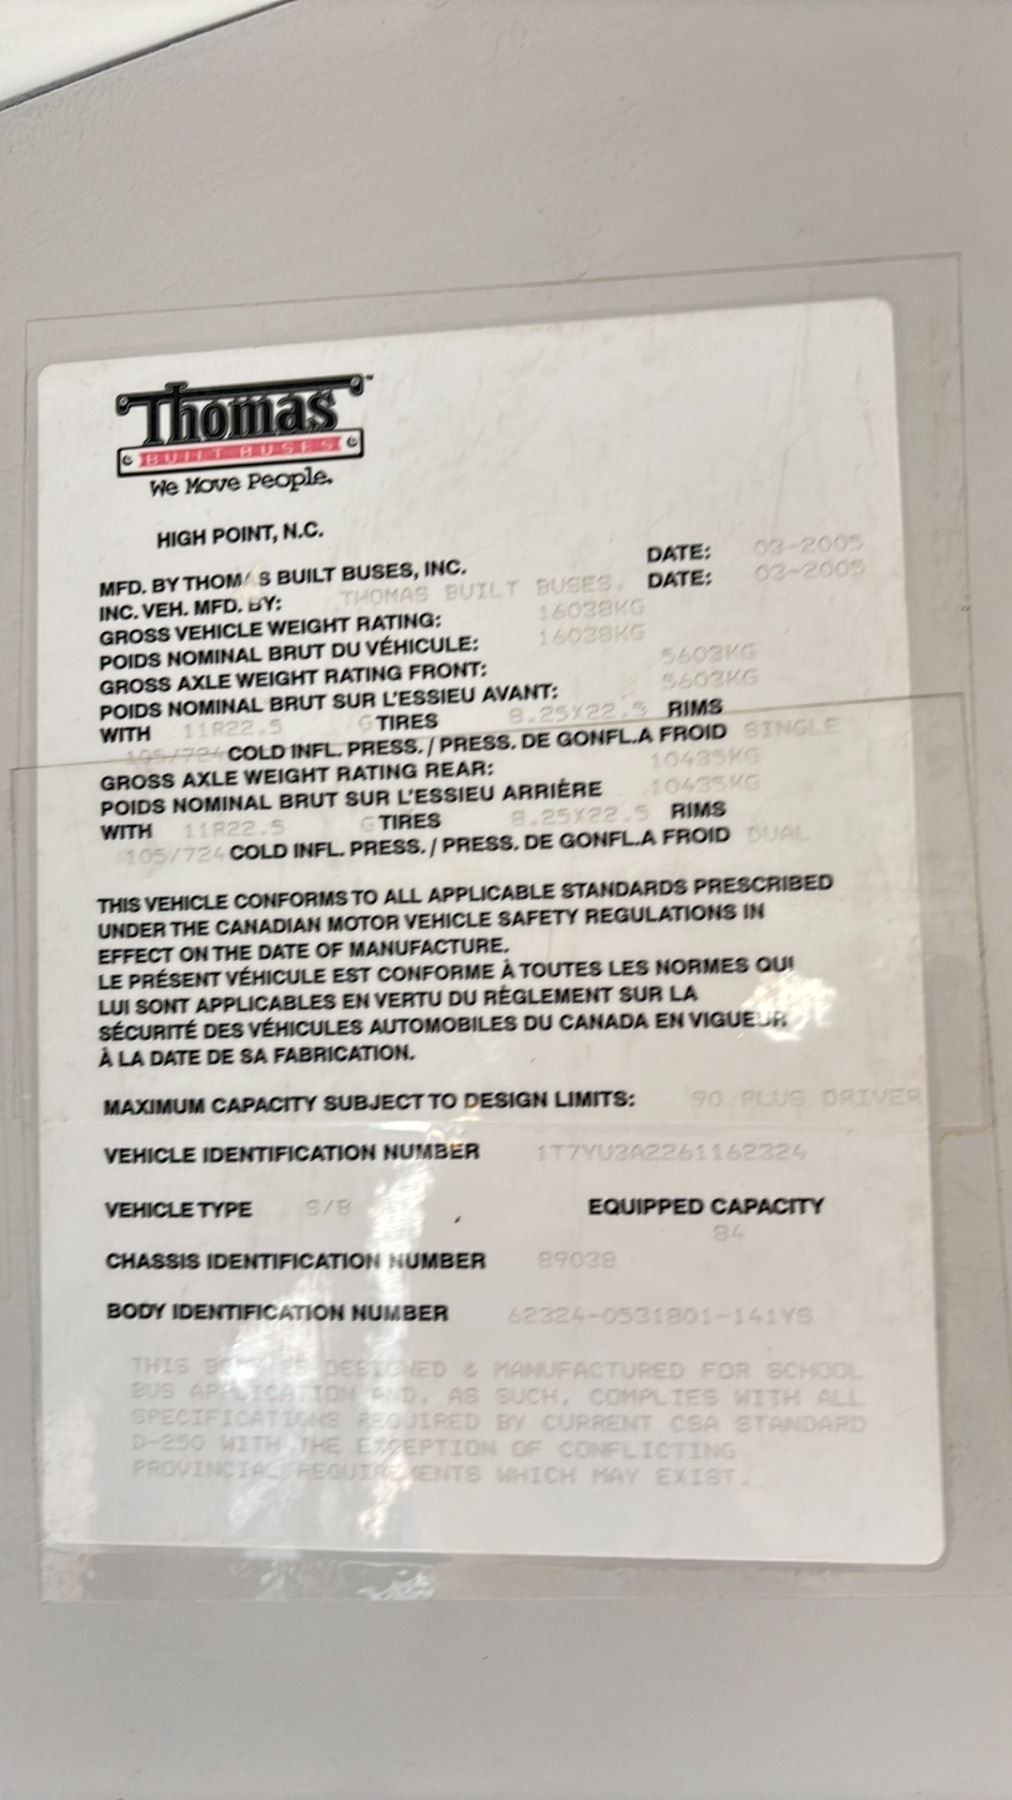 Thomas
BUILT BUSES
We Move People.
HIGH POINT, N.C.
MFD. BY THOMAS BUILT BUSES, INC. DATE: 03-2005
INC. VEH. MFD. BY: THOMAS BUILT BUSES, DATE: 03-2005
GROSS VEHICLE WEIGHT RATING: 16038KG
POIDS NOMINAL BRUT DU VÉHICULE: 16038KG
GROSS AXLE WEIGHT RATING FRONT: 5603KG
POIDS NOMINAL BRUT SUR L'ESSIEU AVANT: 5603KG
WITH 11R22.5 G TIRES 8.25X22.5 RIMS
105/724 COLD INFL. PRESS. / PRESS. DE GONFL.A FROID SINGLE
GROSS AXLE WEIGHT RATING REAR: 10435KG
POIDS NOMINAL BRUT SUR L'ESSIEU ARRIÈRE 10435KG
WITH 11R22.5 G TIRES 8.25X22.5 RIMS
105/724 COLD INFL. PRESS. / PRESS. DE GONFL.A FROID DUAL
THIS VEHICLE CONFORMS TO ALL APPLICABLE STANDARDS PRESCRIBED
UNDER THE CANADIAN MOTOR VEHICLE SAFETY REGULATIONS IN
EFFECT ON THE DATE OF MANUFACTURE.
LE PRÉSENT VÉHICULE EST CONFORME À TOUTES LES NORMES QUI
LUI SONT APPLICABLES EN VERTU DU RÈGLEMENT SUR LA
SÉCURITÉ DES VÉHICULES AUTOMOBILES DU CANADA EN VIGUEUR
À LA DATE DE SA FABRICATION.
MAXIMUM CAPACITY SUBJECT TO DESIGN LIMITS: 90 PLUS DRIVER
VEHICLE IDENTIFICATION NUMBER 1T7YU3A2261162324
VEHICLE TYPE S/B EQUIPPED CAPACITY
84
CHASSIS IDENTIFICATION NUMBER 89038
BODY IDENTIFICATION NUMBER 62324-0531801-141YS
THIS BODY IS DESIGNED & MANUFACTURED FOR SCHOOL
BUS APPLICATION AND, AS SUCH, COMPLIES WITH ALL
SPECIFICATIONS REQUIRED BY CURRENT CSA STANDARD
D-250 WITH THE EXCEPTION OF CONFLICTING
PROVINCIAL REQUIREMENTS WHICH MAY EXIST.